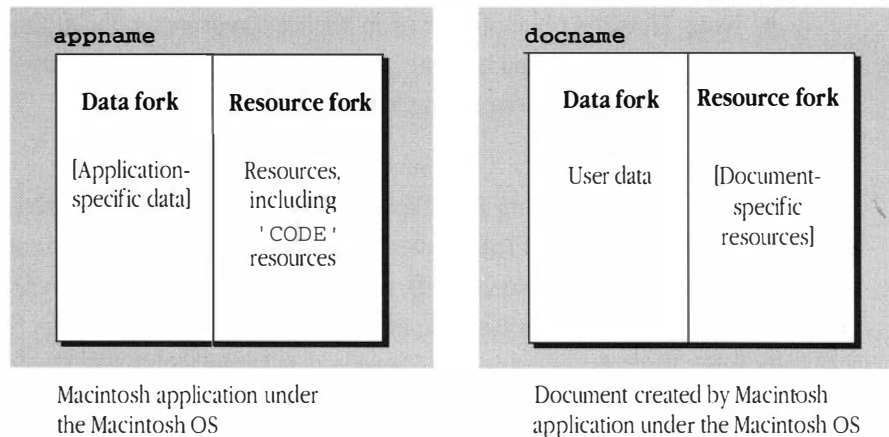 appname
Data fork
[Application-
specific data]
Resource fork
Resources,
including
'CODE'
resources
Macintosh application under
the Macintosh OS
docname
Data fork
User data
Resource fork
[Document-
specific
resources]
Document created by Macintosh
application under the Macintosh OS